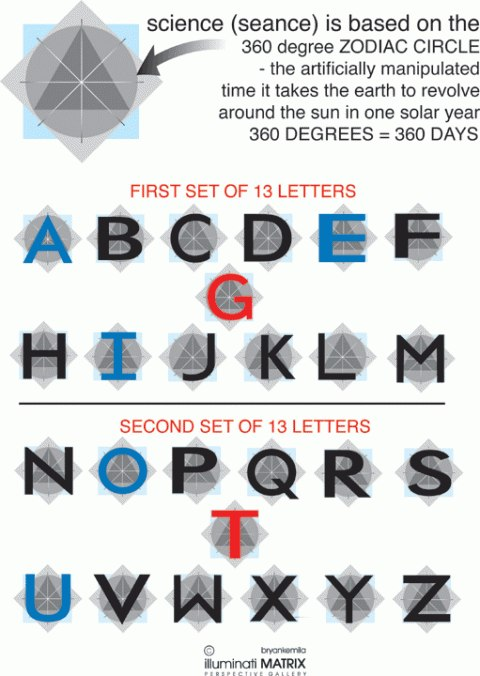 science (seance) is based on the
360 degree ZODIAC CIRCLE
- the artificially manipulated
time it takes the earth to revolve
around the sun in one solar year
360 DEGREES = 360 DAYS
FIRST SET OF 13 LETTERS
A B C D E F
G
H I J K L M
SECOND SET OF 13 LETTERS
N O P Q R S
T
U V W X Y Z
© bryankemila
illuminati MATRIX
PERSPECTIVE GALLERY